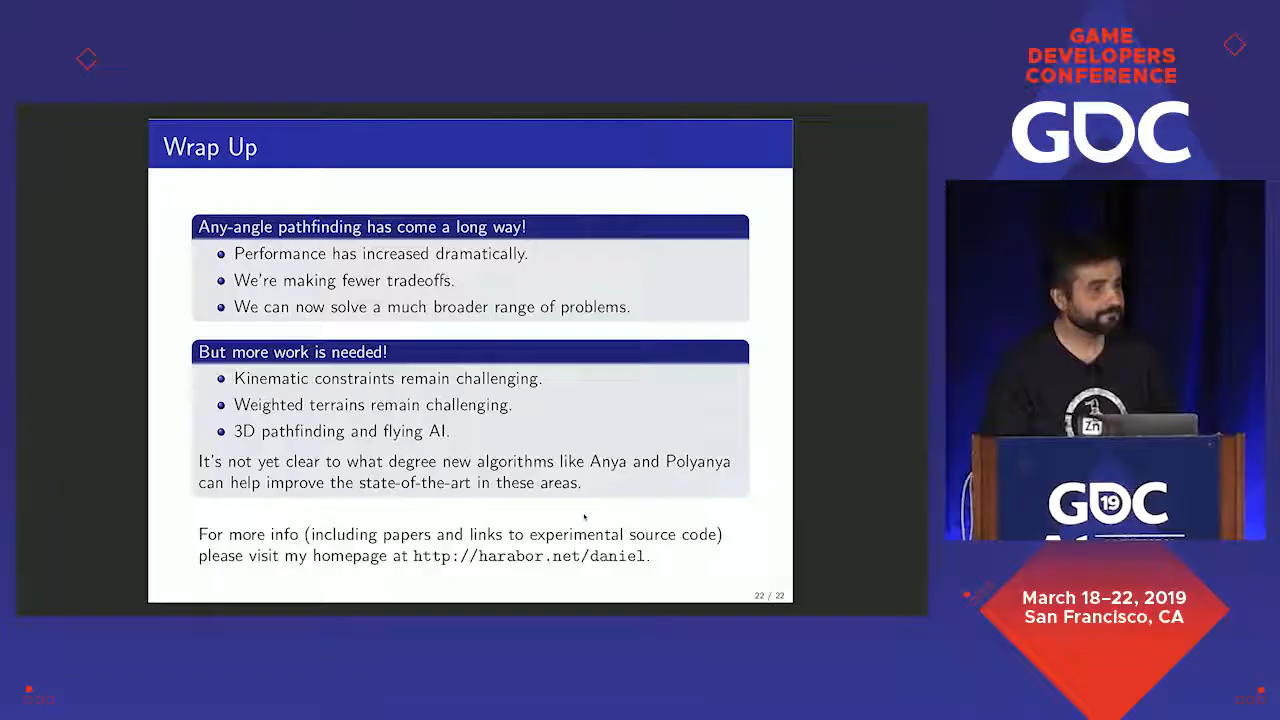 GAME
DEVELOPERS
CONFERENCE
GDC
Wrap Up
Any-angle pathfinding has come a long way!
Performance has increased dramatically.
We're making fewer tradeoffs.
We can now solve a much broader range of problems.
But more work is needed!
Kinematic constraints remain challenging.
Weighted terrains remain challenging.
3D pathfinding and flying AI.
It's not yet clear to what degree new algorithms like Anya and Polyanya
can help improve the state-of-the-art in these areas.
For more info (including papers and links to experimental source code)
please visit my homepage at http://harabor.net/daniel.
22 / 22
Zn
GDC
19
March 18–22, 2019
San Francisco, CA